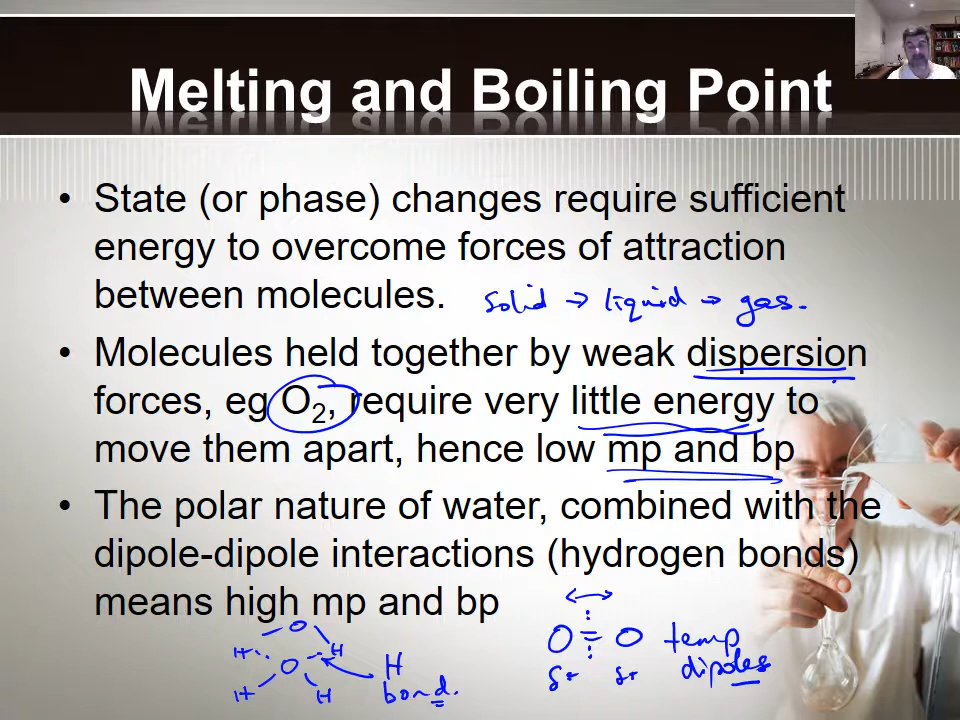 Melting and Boiling Point
• State (or phase) changes require sufficient
energy to overcome forces of attraction
between molecules.
solid → liquid → gas.
• Molecules held together by weak dispersion
forces, eg O₂, require very little energy to
move them apart, hence low mp and bp
• The polar nature of water, combined with the
dipole-dipole interactions (hydrogen bonds)
means high mp and bp
O
H H
O
H H
H
bond.
O = O
δ+ δ+
temp
dipoles